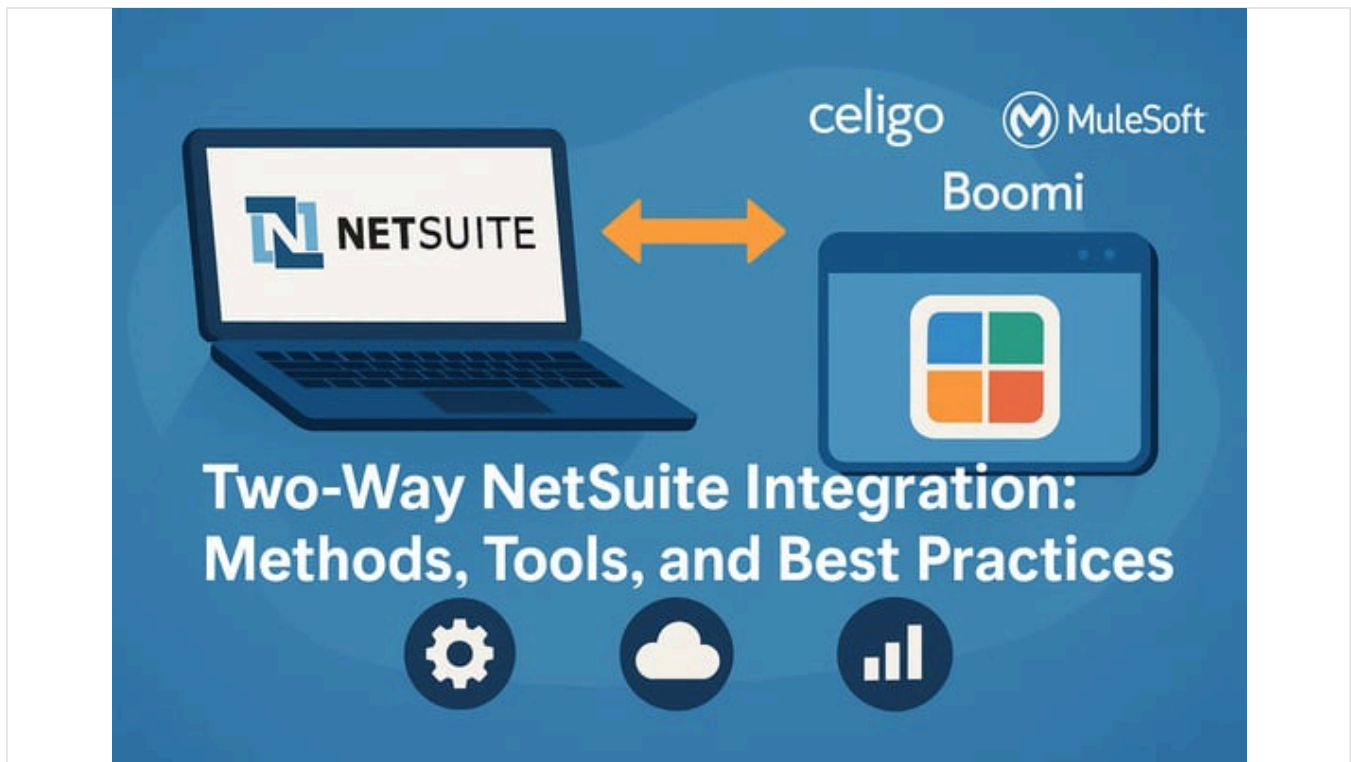 celigo MuleSoft
Boomi
NETSUITE
Two-Way NetSuite Integration:
Methods, Tools, and Best Practices